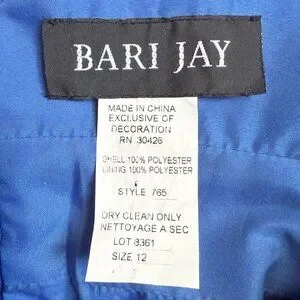 BARI JAY
MADE IN CHINA
EXCLUSIVE OF
DECORATION
RN 30426
SHELL 100% POLYESTER
LINING 100% POLYESTER
STYLE 765
DRY CLEAN ONLY
NETTOYAGE A SEC
LOT 8361
SIZE 12